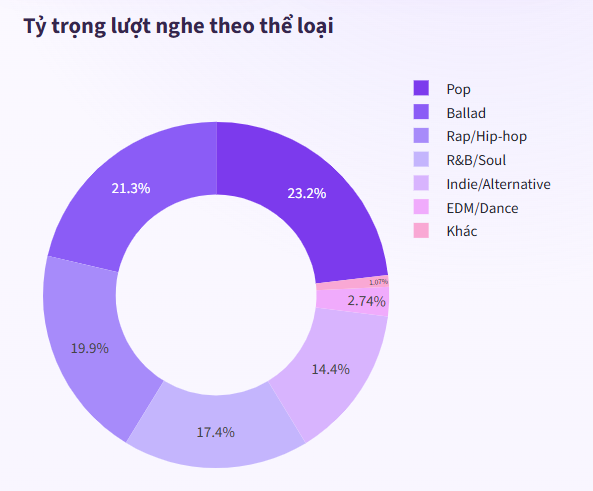 Tỷ trọng lượt nghe theo thể loại
Pop
Ballad
Rap/Hip-hop
R&B/Soul
Indie/Alternative
EDM/Dance
Khác
21.3%
23.2%
1.07%
2.74%
19.9%
14.4%
17.4%